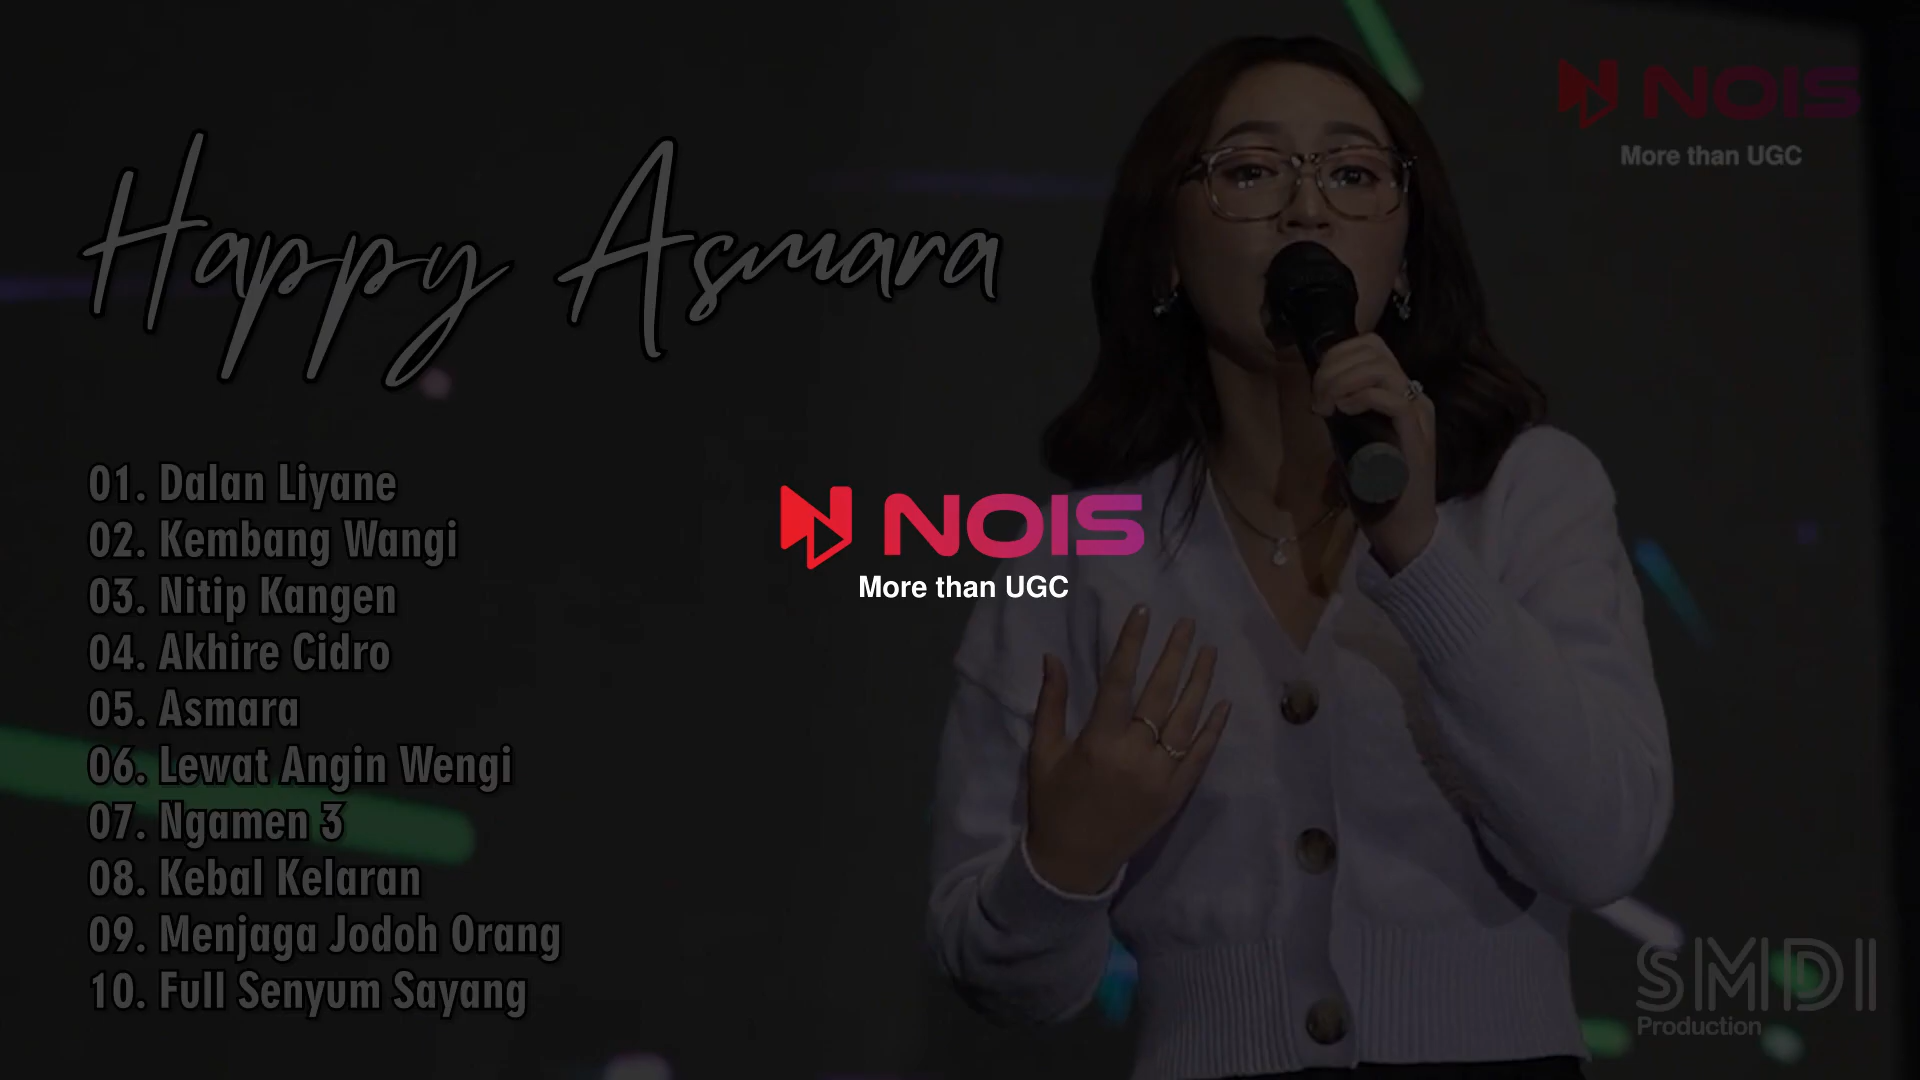 NOIS
More than UGC
Happy Asmara
01. Dalan Liyane
02. Kembang Wangi
03. Nitip Kangen
04. Akhire Cidro
05. Asmara
06. Lewat Angin Wengi
07. Ngamen 3
08. Kebal Kelaran
09. Menjaga Jodoh Orang
10. Full Senyum Sayang
NOIS
More than UGC
SMDI
Production